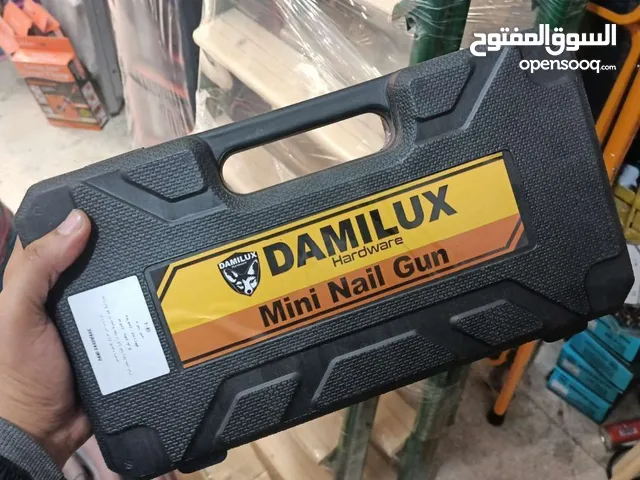 السوق المفتوح
opensooq.com
DAMILUX
DAMILUX
Hardware
Mini Nail Gun